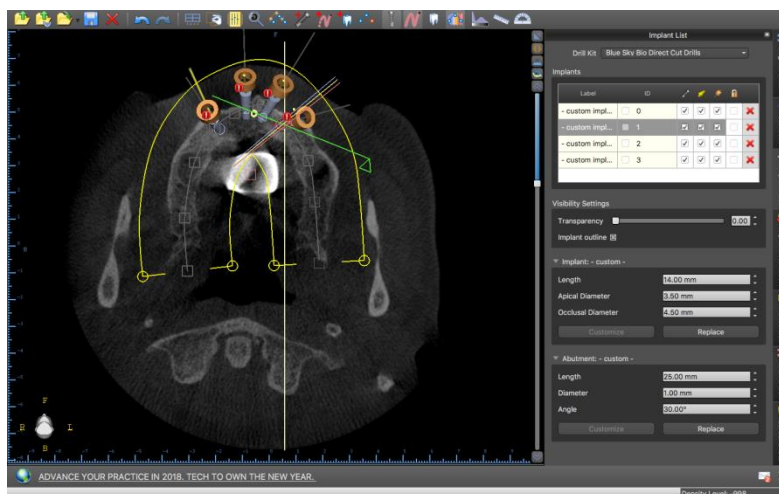 Implant List
Drill Kit Blue Sky Bio Direct Cut Drills
Implants
Label ID
- custom impl... 0
- custom impl... 1
- custom impl... 2
- custom impl... 3
Visibility Settings
Transparency 0.00
Implant outline
Implant: - custom -
Length 14.00 mm
Apical Diameter 3.50 mm
Occlusal Diameter 4.50 mm
Customize Replace
Abutment: - custom -
Length 25.00 mm
Diameter 1.00 mm
Angle 30.00°
Customize Replace
F
R L
B
ADVANCE YOUR PRACTICE IN 2018. TECH TO OWN THE NEW YEAR.